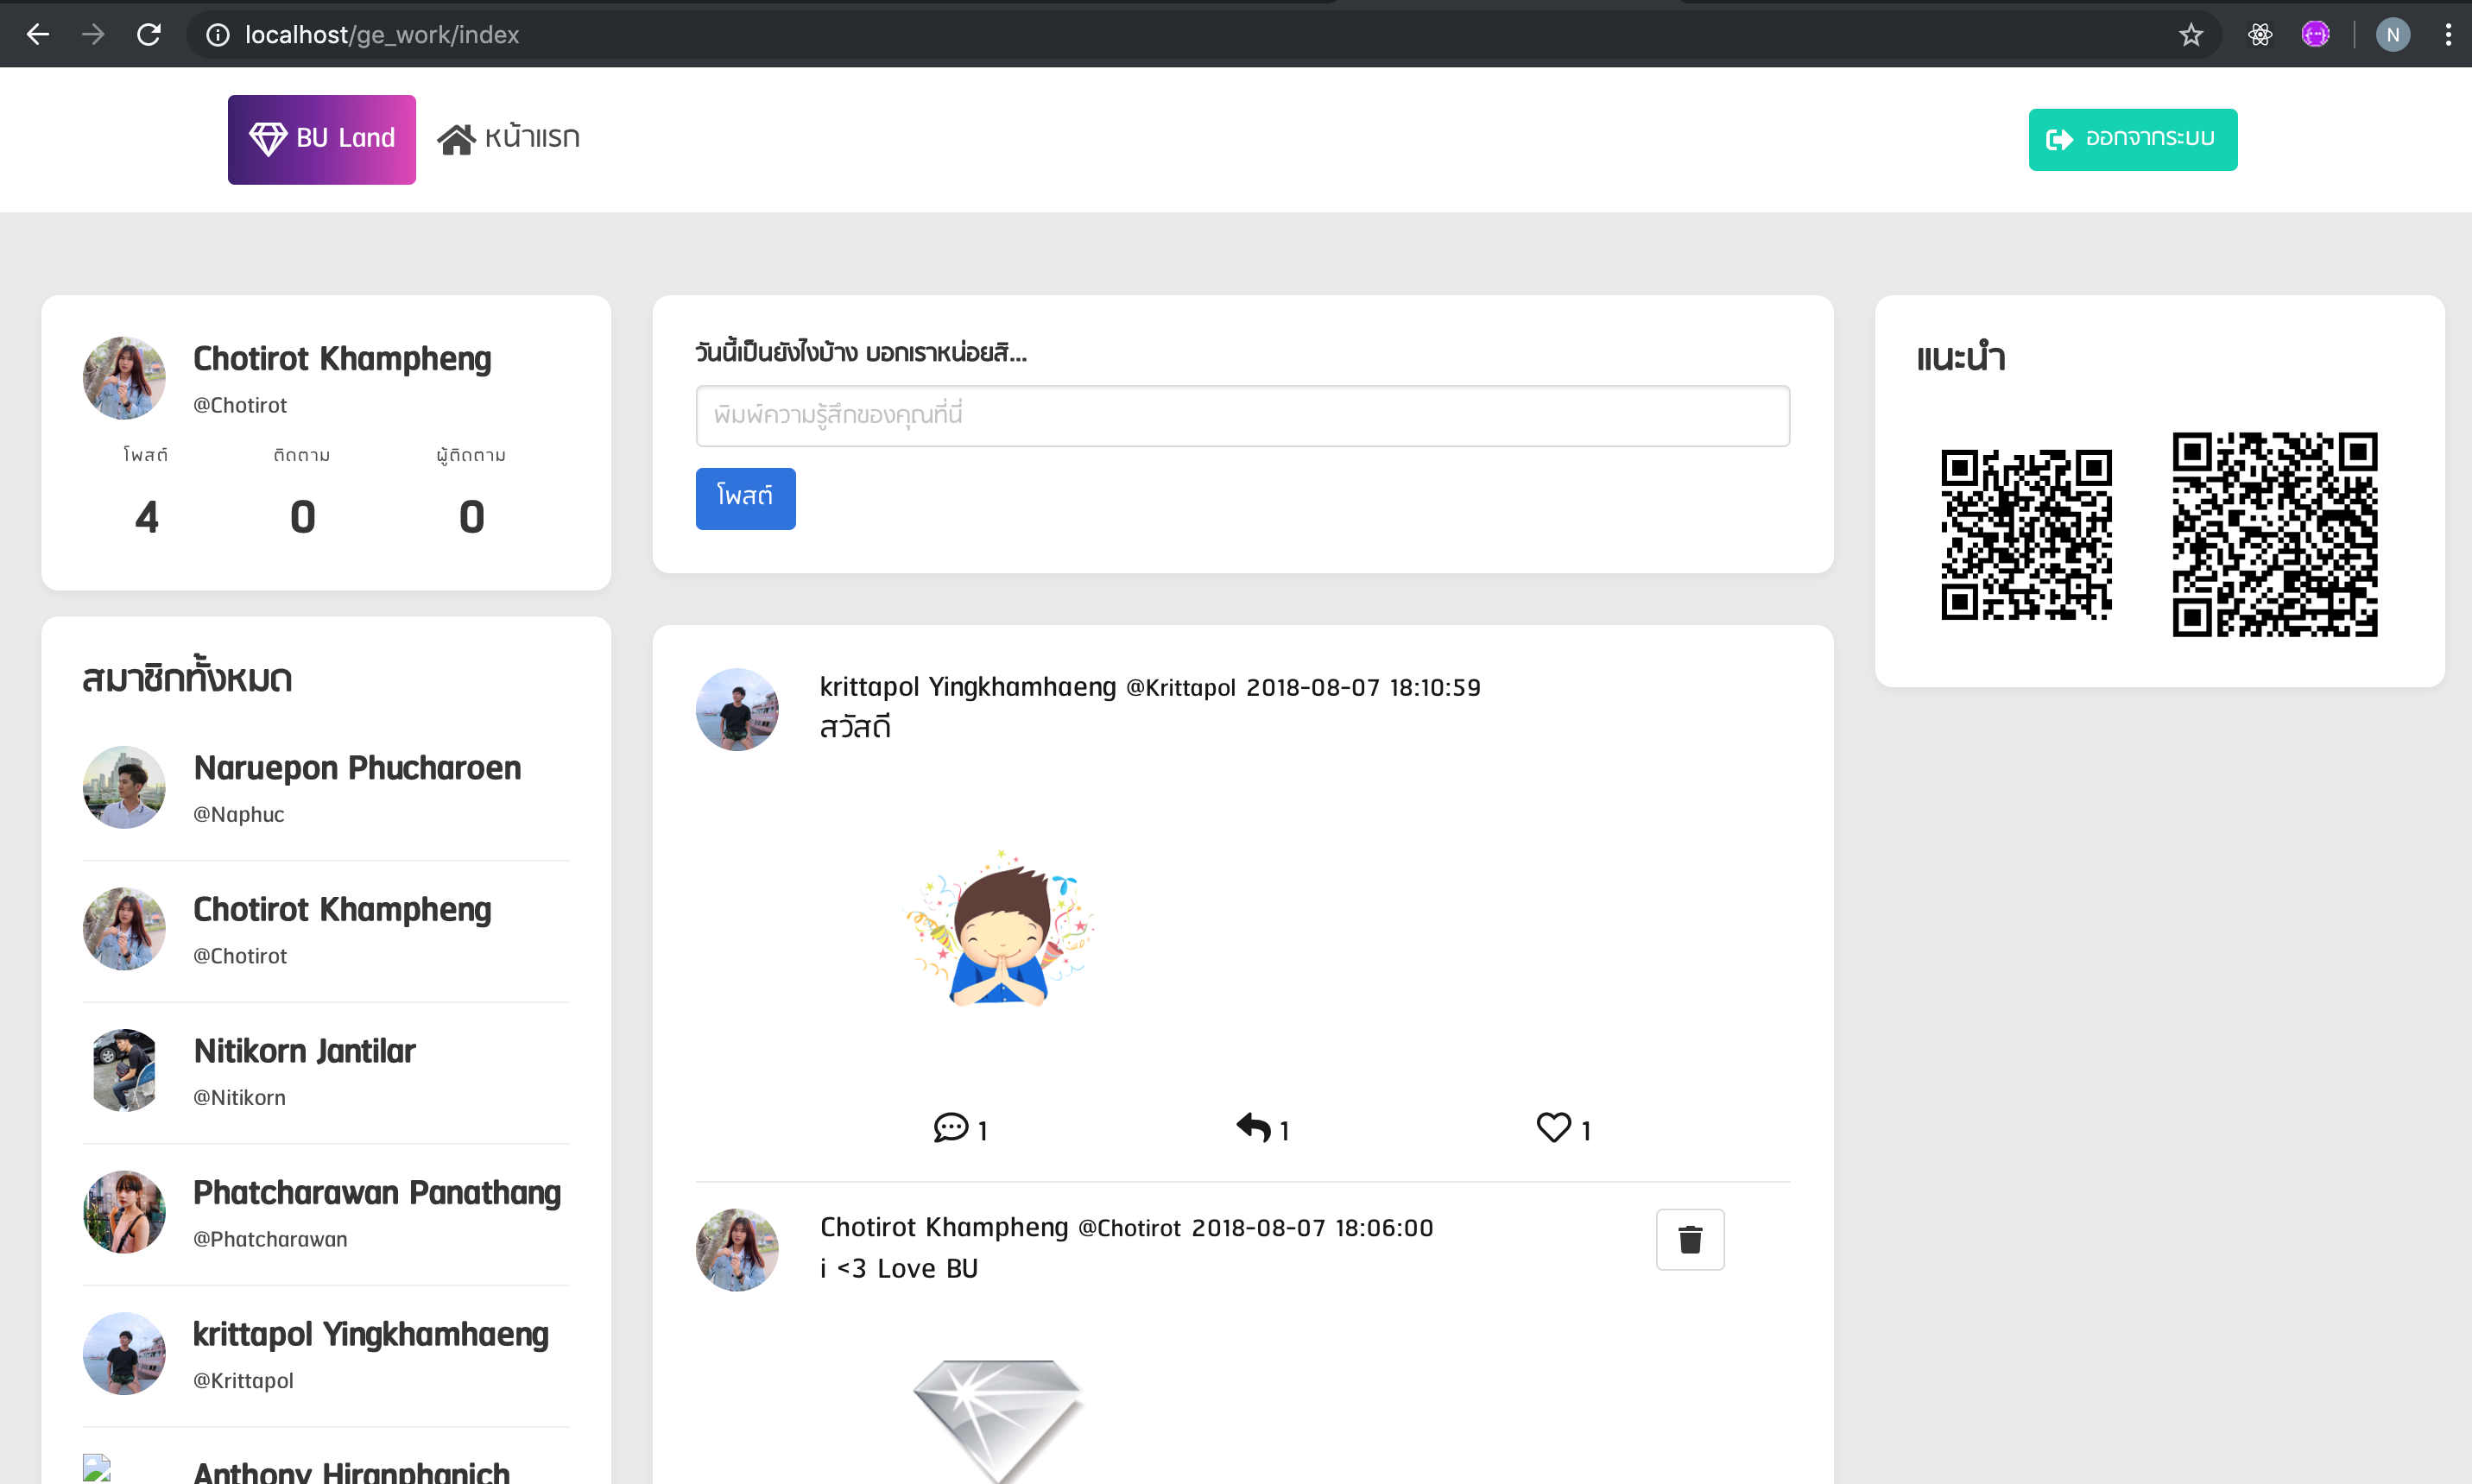 localhost/ge_work/index
N
BU Land
หน้าแรก
ออกจากระบบ
Chotirot Khampheng
@Chotirot
โพสต์ ติดตาม ผู้ติดตาม
4 0 0
สมาชิกทั้งหมด
Naruepon Phucharoen
@Naphuc
Chotirot Khampheng
@Chotirot
Nitikorn Jantilar
@Nitikorn
Phatcharawan Panathang
@Phatcharawan
krittapol Yingkhamhaeng
@Krittapol
Anthony Hiranphanich
วันนี้เป็นยังไงบ้าง บอกเราหน่อยสิ...
พิมพ์ความรู้สึกของคุณที่นี่
โพสต์
krittapol Yingkhamhaeng @Krittapol 2018-08-07 18:10:59
สวัสดี
1 1 1
Chotirot Khampheng @Chotirot 2018-08-07 18:06:00
i <3 Love BU
แนะนำ